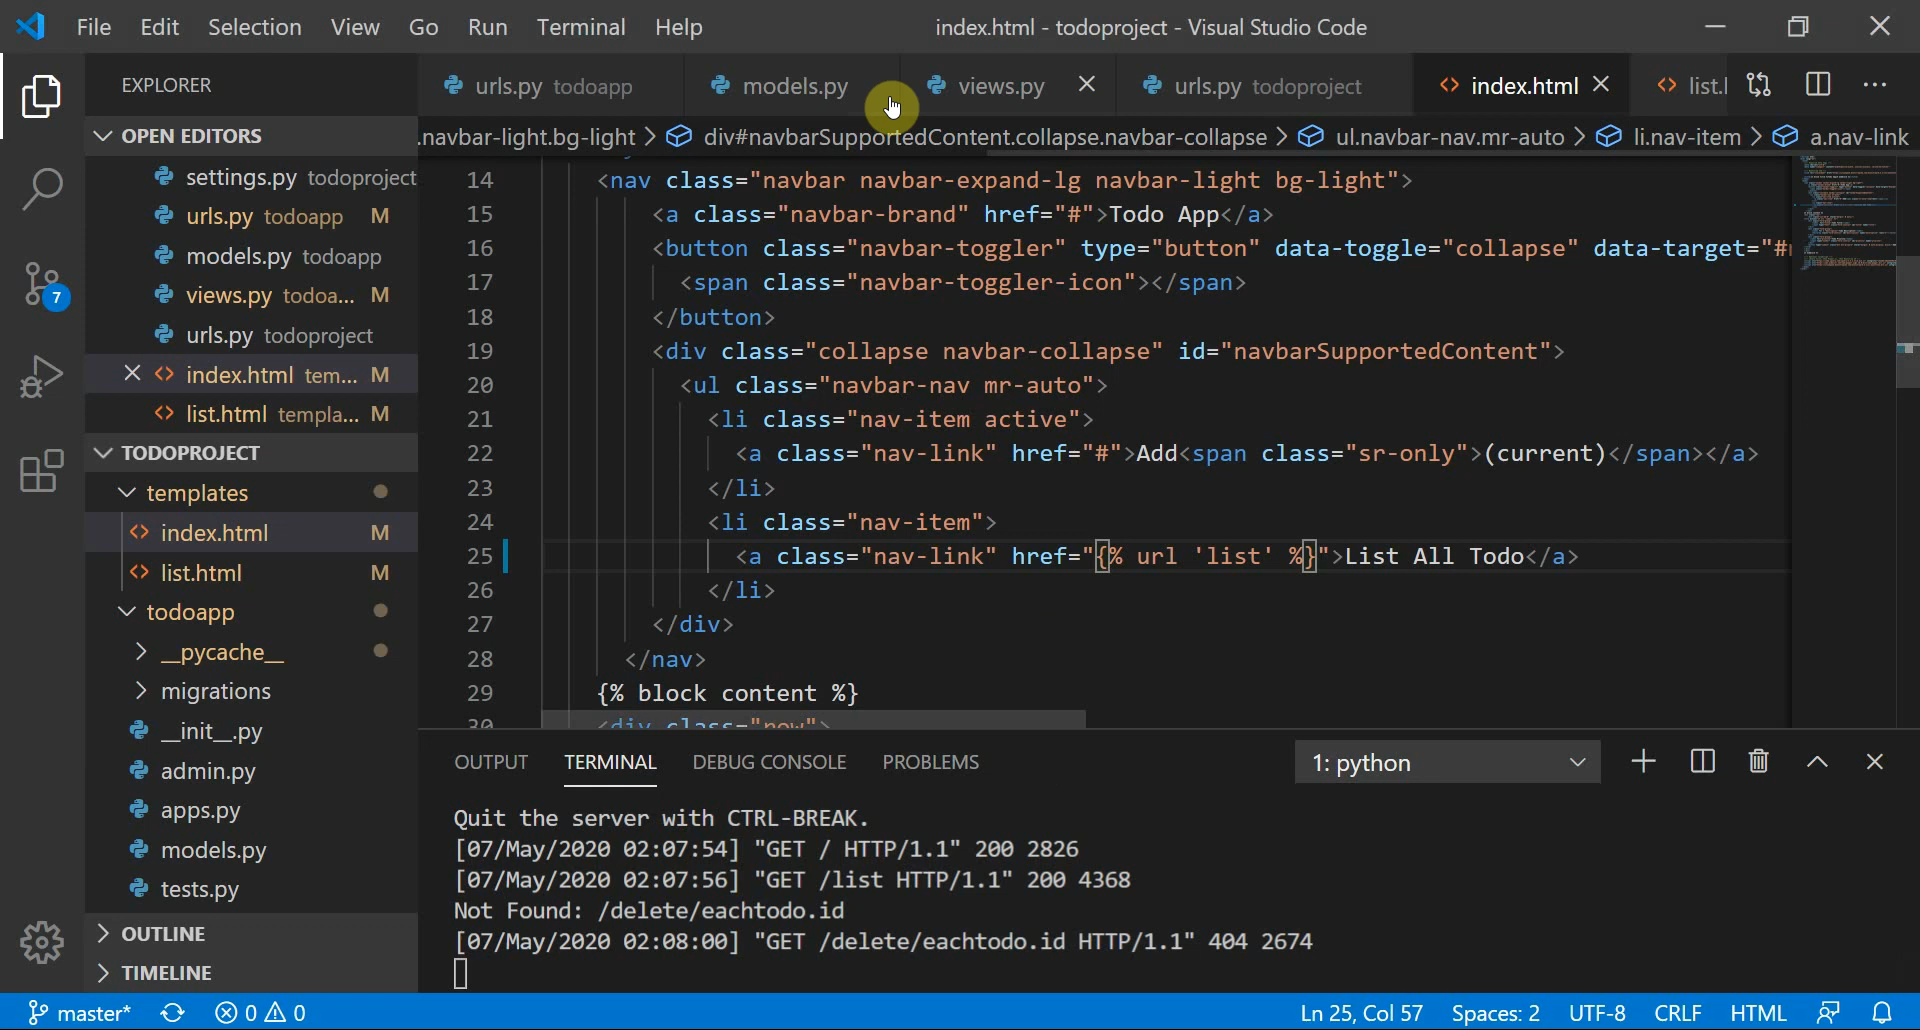 File Edit Selection View Go Run Terminal Help
index.html - todoproject - Visual Studio Code
EXPLORER
OPEN EDITORS
settings.py todoproject
urls.py todoapp M
models.py todoapp
views.py todoa... M
urls.py todoproject
index.html tem... M
list.html templa... M
TODOPROJECT
templates
index.html M
list.html M
todoapp
__pycache__
migrations
__init__.py
admin.py
apps.py
models.py
tests.py
OUTLINE
TIMELINE
7
urls.py todoapp
models.py
views.py
urls.py todoproject
index.html
list.l
.navbar-light.bg-light > div#navbarSupportedContent.collapse.navbar-collapse > ul.navbar-nav.mr-auto > li.nav-item > a.nav-link
14 <nav class="navbar navbar-expand-lg navbar-light bg-light">
15 <a class="navbar-brand" href="#">Todo App</a>
16 <button class="navbar-toggler" type="button" data-toggle="collapse" data-target="#
17 <span class="navbar-toggler-icon"></span>
18 </button>
19 <div class="collapse navbar-collapse" id="navbarSupportedContent">
20 <ul class="navbar-nav mr-auto">
21 <li class="nav-item active">
22 <a class="nav-link" href="#">Add<span class="sr-only">(current)</span></a>
23 </li>
24 <li class="nav-item">
25 <a class="nav-link" href="{% url 'list' %}">List All Todo</a>
26 </li>
27 </div>
28 </nav>
29 {% block content %}
30
OUTPUT TERMINAL DEBUG CONSOLE PROBLEMS
1: python
Quit the server with CTRL-BREAK.
[07/May/2020 02:07:54] "GET / HTTP/1.1" 200 2826
[07/May/2020 02:07:56] "GET /list HTTP/1.1" 200 4368
Not Found: /delete/eachtodo.id
[07/May/2020 02:08:00] "GET /delete/eachtodo.id HTTP/1.1" 404 2674
master* 0 0
Ln 25, Col 57 Spaces: 2 UTF-8 CRLF HTML